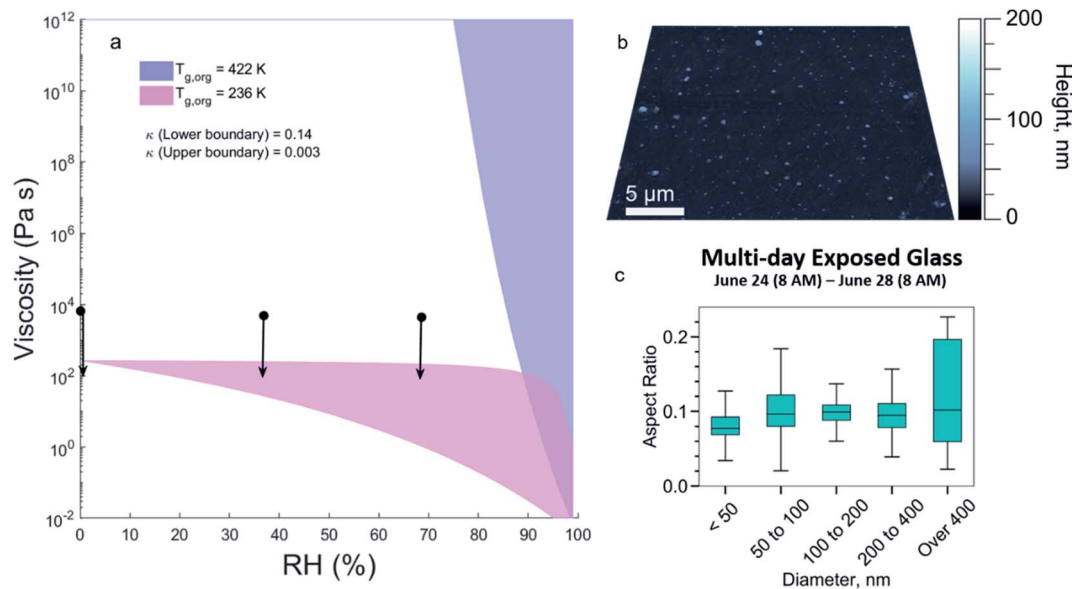 a
T_g,org = 422 K
T_g,org = 236 K
κ (Lower boundary) = 0.14
κ (Upper boundary) = 0.003
10^12
10^10
10^8
10^6
10^4
10^2
10^0
10^-2
Viscosity (Pa s)
0 10 20 30 40 50 60 70 80 90 100
RH (%)
b
5 μm
200
100
0
Height, nm
Multi-day Exposed Glass
June 24 (8 AM) – June 28 (8 AM)
c
0.2
0.1
0.0
Aspect Ratio
< 50
50 to 100
100 to 200
200 to 400
Over 400
Diameter, nm